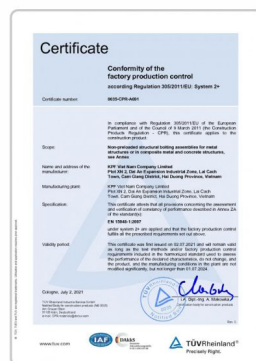 Certificate
Conformity of the
factory production control
according Regulation 305/2011/EU System 2+
Certificate number:
0035-CPR-A001
In compliance with Regulation 305/2011/EU of the European
Parliament and of the Council of 9 March 2011 (the Construction
Products Regulation - CPR), this certificate applies to the
construction product:
Scope:
Non-preloaded structural bolting assemblies for metal
structures or in composite metal and concrete structures,
see Annex
Name and address of the
manufacturer:
KPF Viet Nam Company Limited
Plot XN 2, Dai An Expansion Industrial Zone, Lai Cach
Town, Cam Giang District, Hai Duong Province, Vietnam
Manufacturing plant:
KPF Viet Nam Company Limited
Plot XN 2, Dai An Expansion Industrial Zone, Lai Cach
Town, Cam Giang District, Hai Duong Province, Vietnam
Specification:
This certificate attests that all provisions concerning the assessment
and verification of constancy of performance described in Annex ZA
of the standard(s)
EN 15048-1:2007
under system 2+ are applied and that the factory production control
fulfils all the prescribed requirements set out above.
Validity period:
This certificate was first issued on 02.07.2021 and will remain valid
as long as the test methods and/or factory production control
requirements included in the harmonised standard used to assess
the performance of the declared characteristics, do not change, and
the product, and the manufacturing conditions in the plant are not
modified significantly, but not longer than 01.07.2024.
Cologne, July 2, 2021
www.tuv.com
IAF
DAkkS
TÜVRheinland®
Precisely Right.